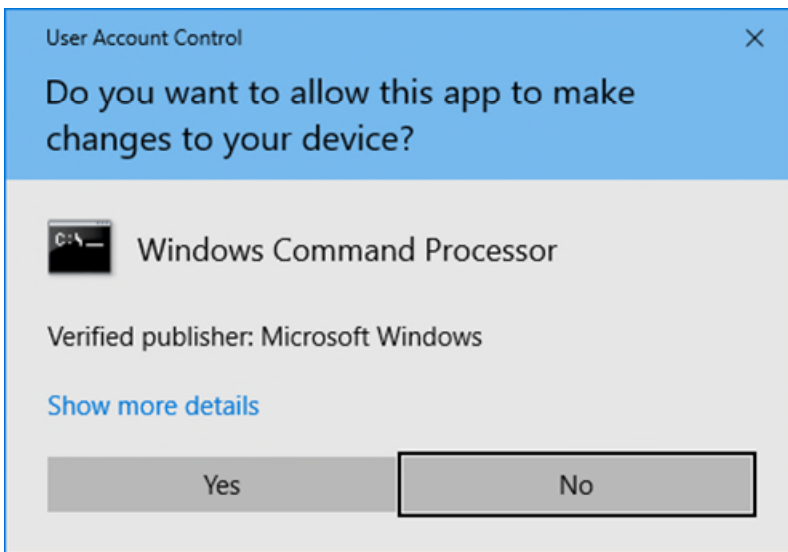 User Account Control
Do you want to allow this app to make
changes to your device?
C:\_
Windows Command Processor
Verified publisher: Microsoft Windows
Show more details
Yes
No